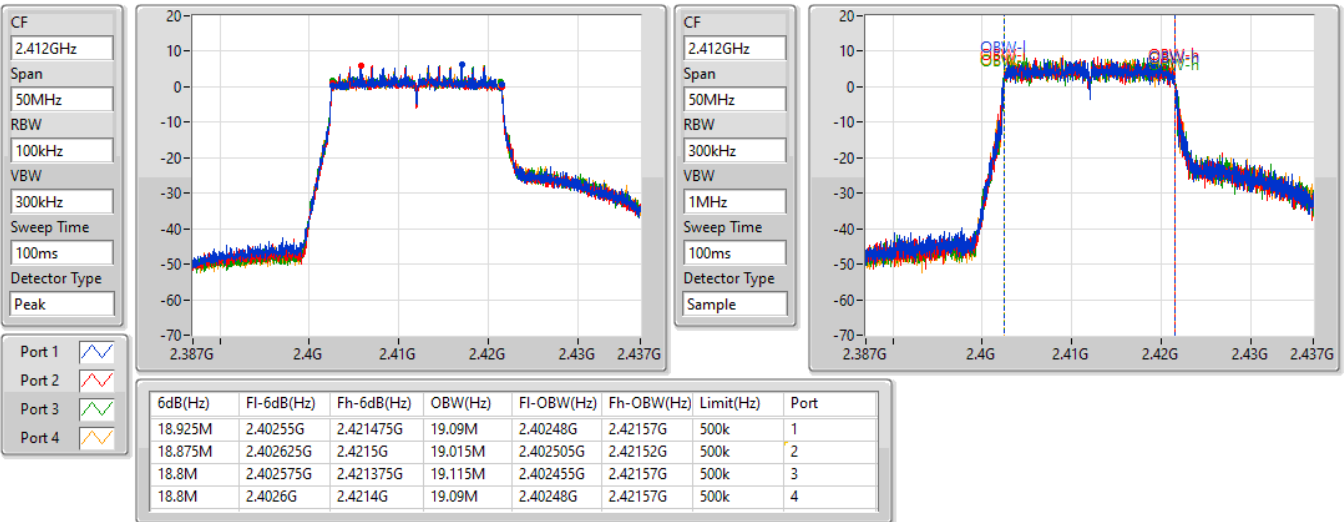 CF
2.412GHz
Span
50MHz
RBW
100kHz
VBW
300kHz
Sweep Time
100ms
Detector Type
Peak
20
10
0
-10
-20
-30
-40
-50
-60
-70
2.387G 2.4G 2.41G 2.42G 2.43G 2.437G
CF
2.412GHz
Span
50MHz
RBW
300kHz
VBW
1MHz
Sweep Time
100ms
Detector Type
Sample
20
10
0
-10
-20
-30
-40
-50
-60
-70
OBW-l OBW-h
2.387G 2.4G 2.41G 2.42G 2.43G 2.437G
Port 1
Port 2
Port 3
Port 4
6dB(Hz) Fl-6dB(Hz) Fh-6dB(Hz) OBW(Hz) Fl-OBW(Hz) Fh-OBW(Hz) Limit(Hz) Port
18.925M 2.40255G 2.421475G 19.09M 2.40248G 2.42157G 500k 1
18.875M 2.402625G 2.4215G 19.015M 2.402505G 2.42152G 500k 2
18.8M 2.402575G 2.421375G 19.115M 2.402455G 2.42157G 500k 3
18.8M 2.4026G 2.4214G 19.09M 2.40248G 2.42157G 500k 4